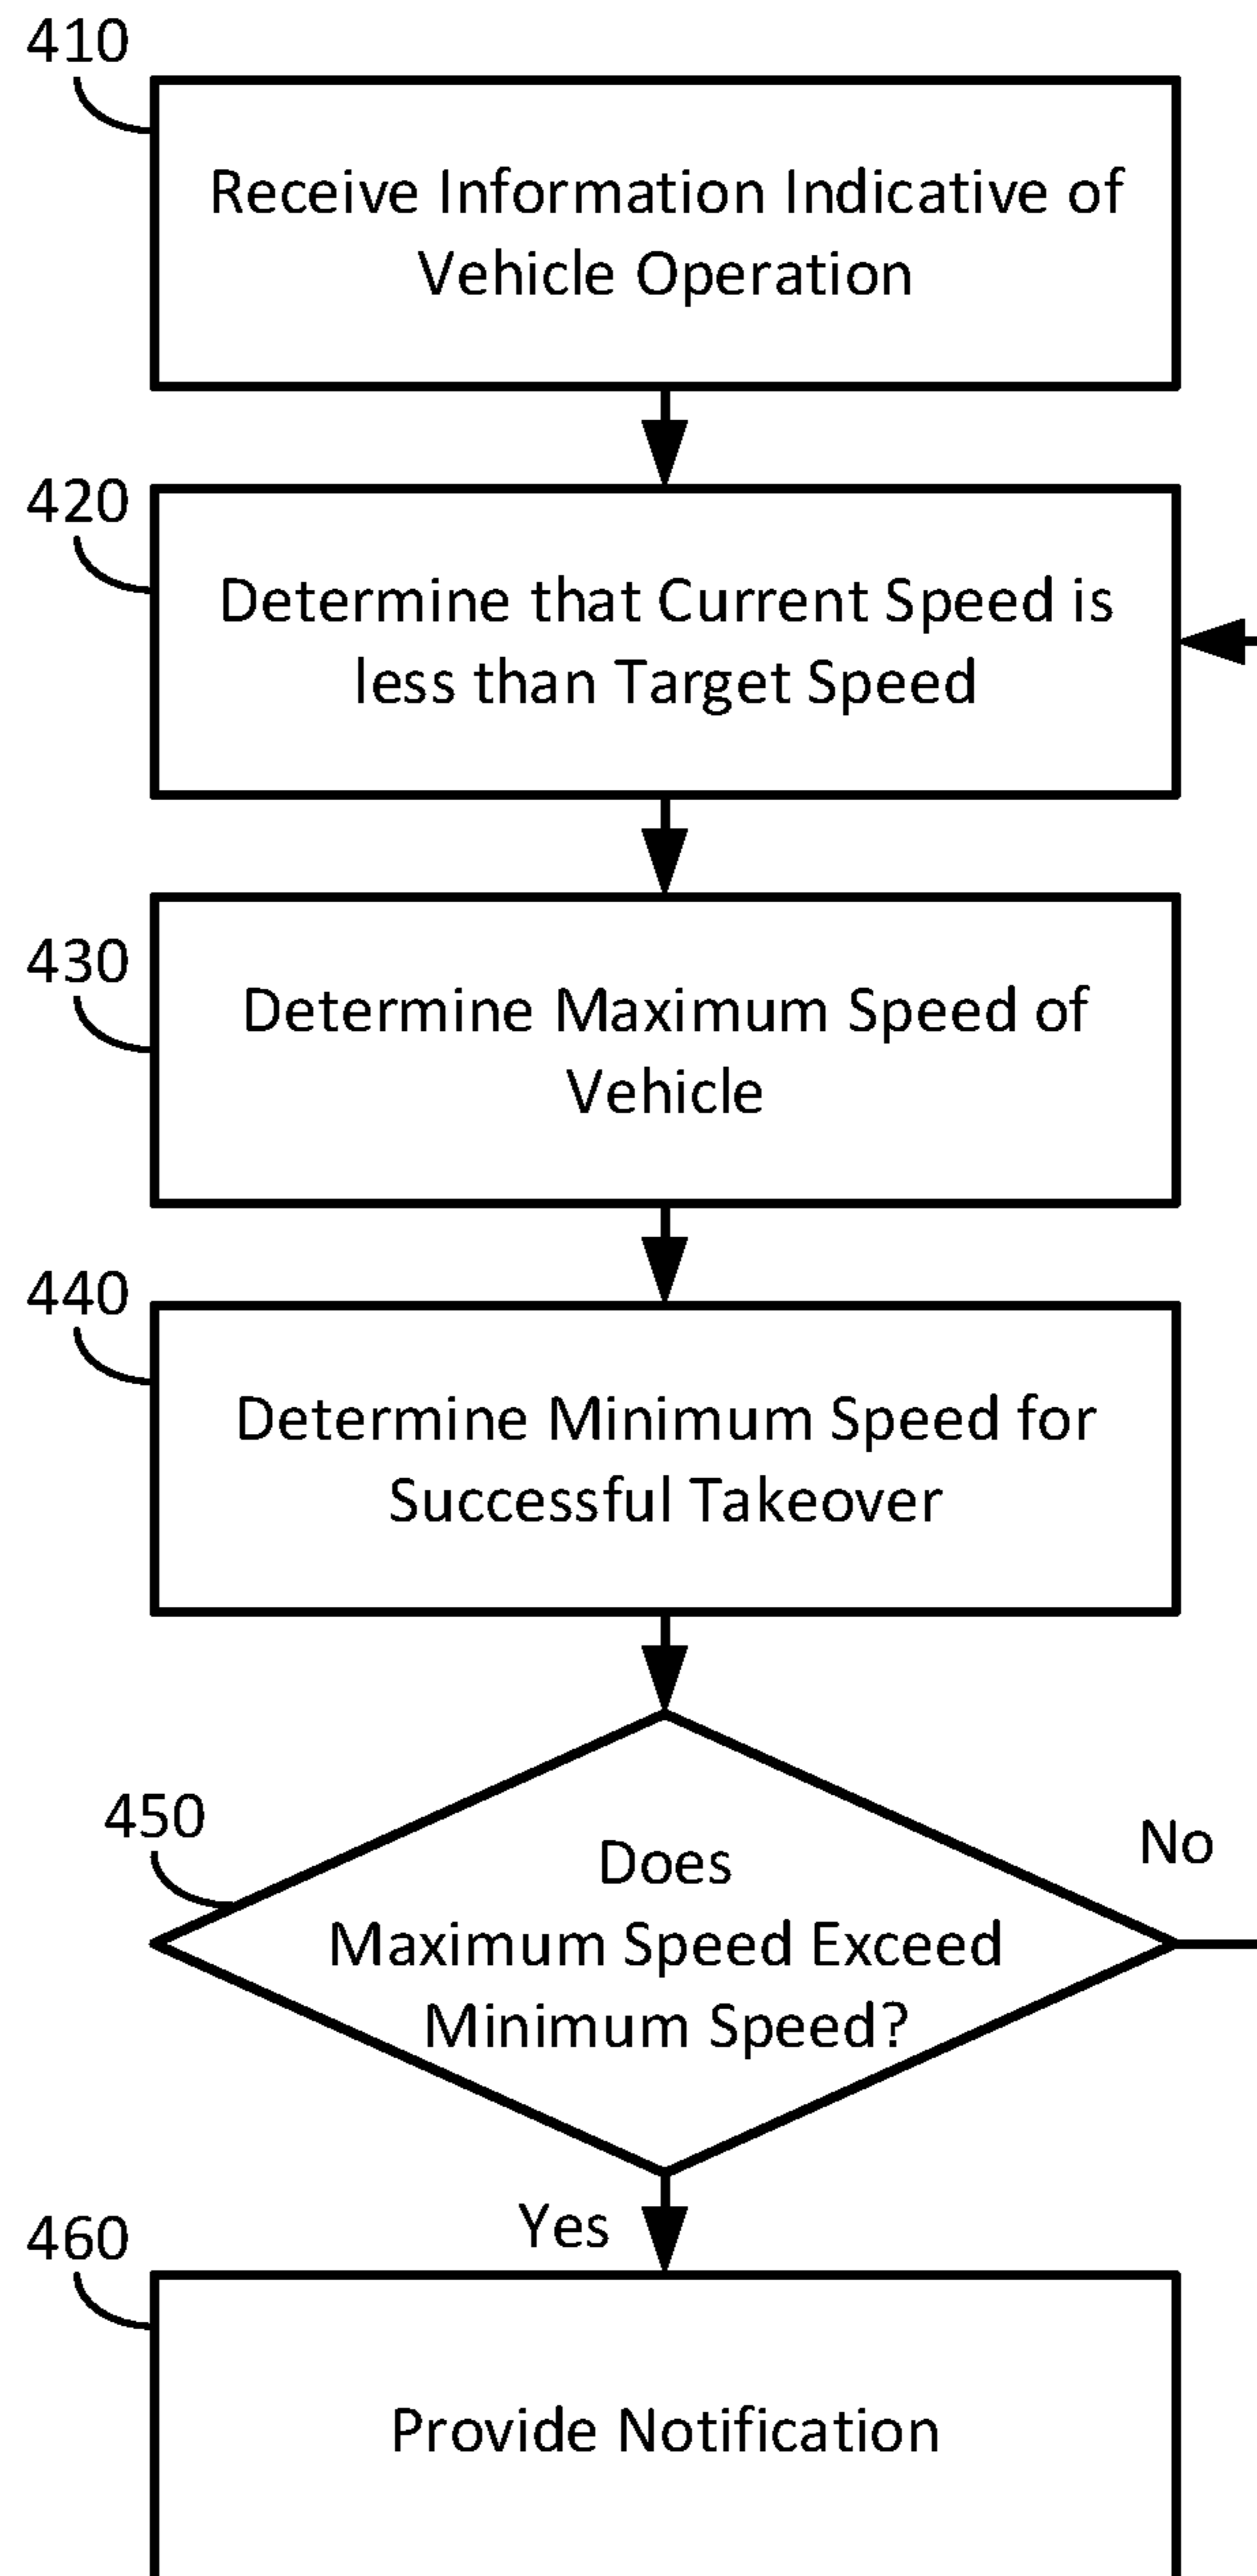 410
Receive Information Indicative of
Vehicle Operation
420
Determine that Current Speed is
less than Target Speed
430
Determine Maximum Speed of
Vehicle
440
Determine Minimum Speed for
Successful Takeover
450
Does
Maximum Speed Exceed
Minimum Speed?
No
Yes
460
Provide Notification